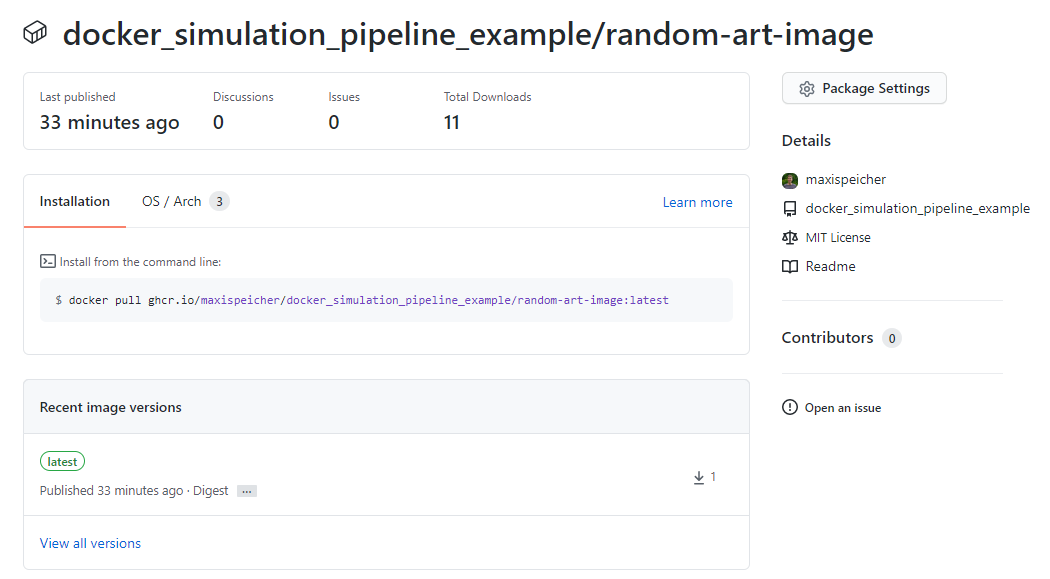 docker_simulation_pipeline_example/random-art-image
Last published
33 minutes ago
Discussions
0
Issues
0
Total Downloads
11
Installation
OS / Arch 3
Learn more
Install from the command line:
$ docker pull ghcr.io/maxispeicher/docker_simulation_pipeline_example/random-art-image:latest
Recent image versions
latest
Published 33 minutes ago · Digest ...
1
View all versions
Package Settings
Details
maxispeicher
docker_simulation_pipeline_example
MIT License
Readme
Contributors 0
Open an issue